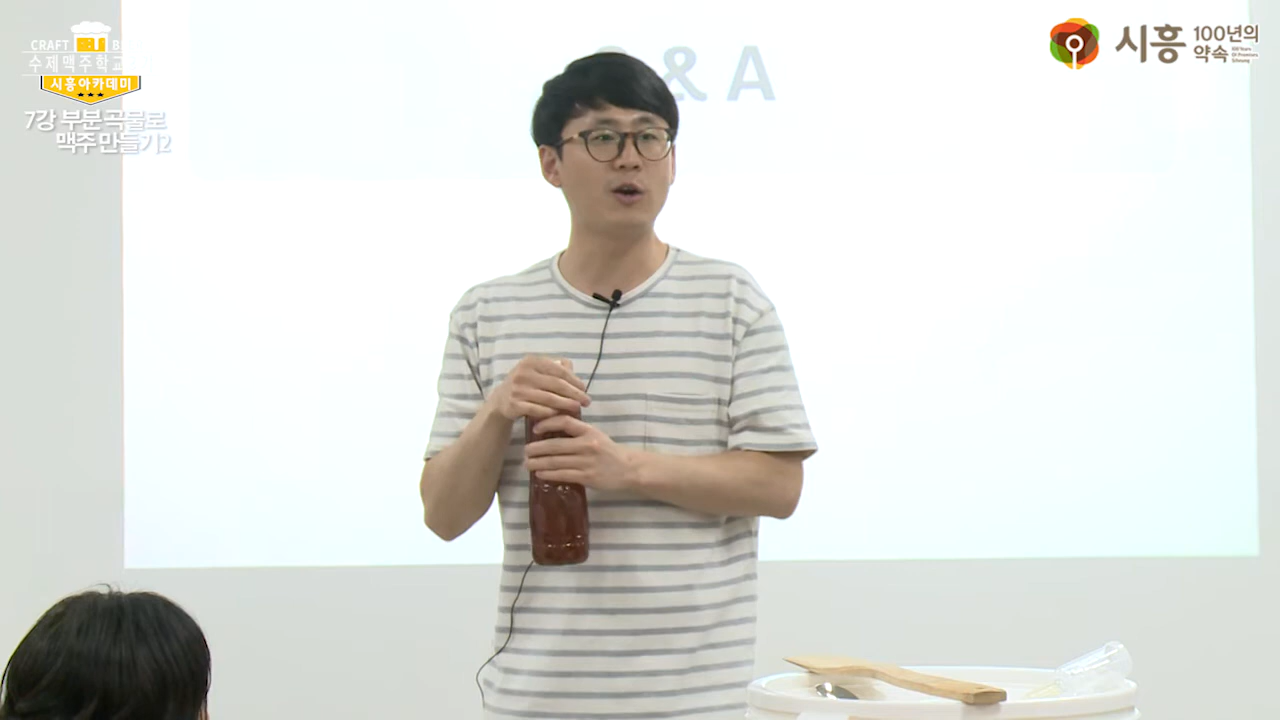 CRAFT
수제맥주학교
시흥아카데미
7강 부분 곡물로
맥주 만들기2
& A
시흥
100년의
약속